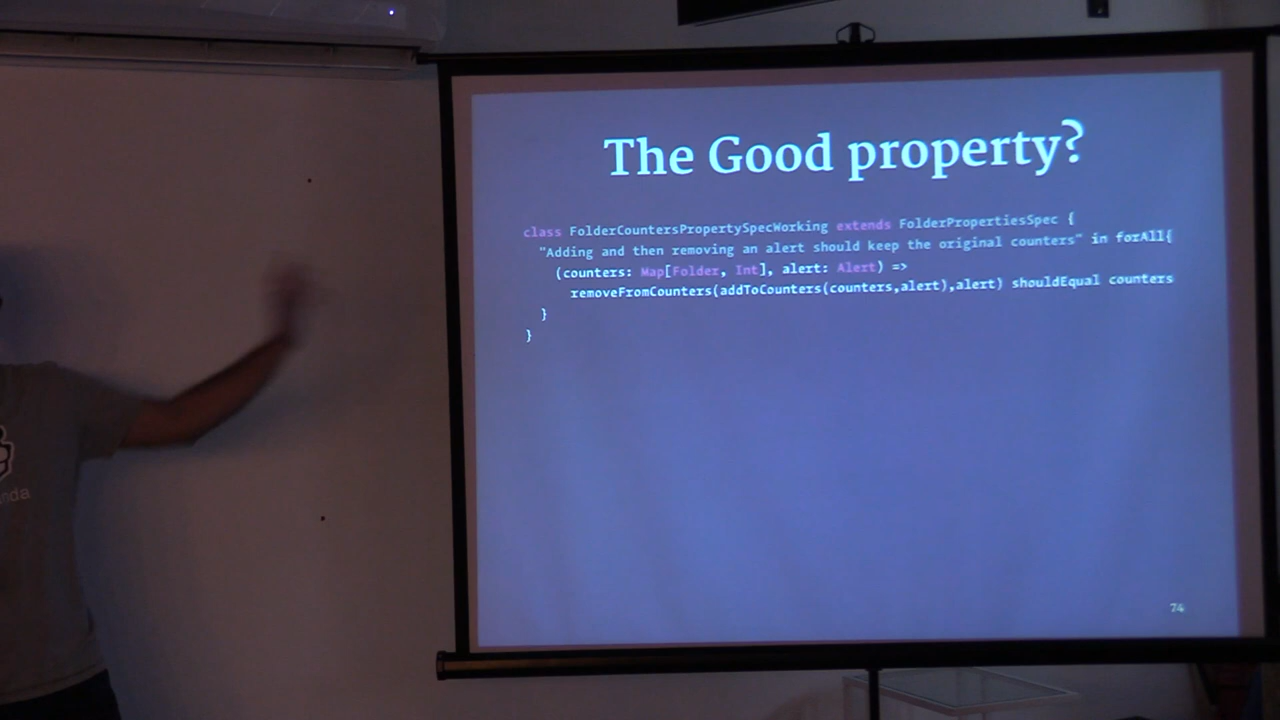 The Good property?
class FolderCountersPropertySpecWorking extends FolderPropertiesSpec {
"Adding and then removing an alert should keep the original counters" in forAll{
(counters: Map[Folder, Int], alert: Alert) =>
removeFromCounters(addToCounters(counters,alert),alert) shouldEqual counters
}
}
74